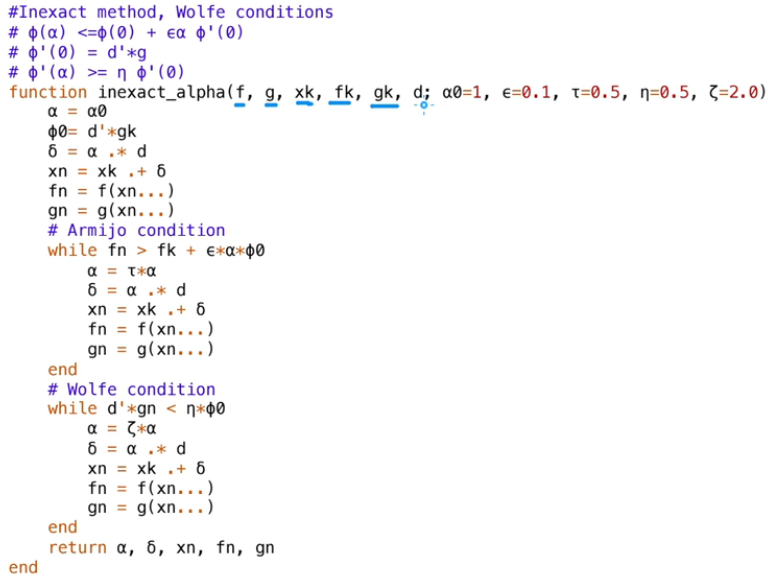 #Inexact method, Wolfe conditions
# ϕ(α) <=ϕ(0) + ϵα ϕ'(0)
# ϕ'(0) = d'*g
# ϕ'(α) >= η ϕ'(0)
function inexact_alpha(f, g, xk, fk, gk, d; α0=1, ϵ=0.1, τ=0.5, η=0.5, ζ=2.0)
    α = α0
    ϕ0= d'*gk
    δ = α .* d
    xn = xk .+ δ
    fn = f(xn...)
    gn = g(xn...)
    # Armijo condition
    while fn > fk + ϵ*α*ϕ0
        α = τ*α
        δ = α .* d
        xn = xk .+ δ
        fn = f(xn...)
        gn = g(xn...)
    end
    # Wolfe condition
    while d'*gn < η*ϕ0
        α = ζ*α
        δ = α .* d
        xn = xk .+ δ
        fn = f(xn...)
        gn = g(xn...)
    end
    return α, δ, xn, fn, gn
end